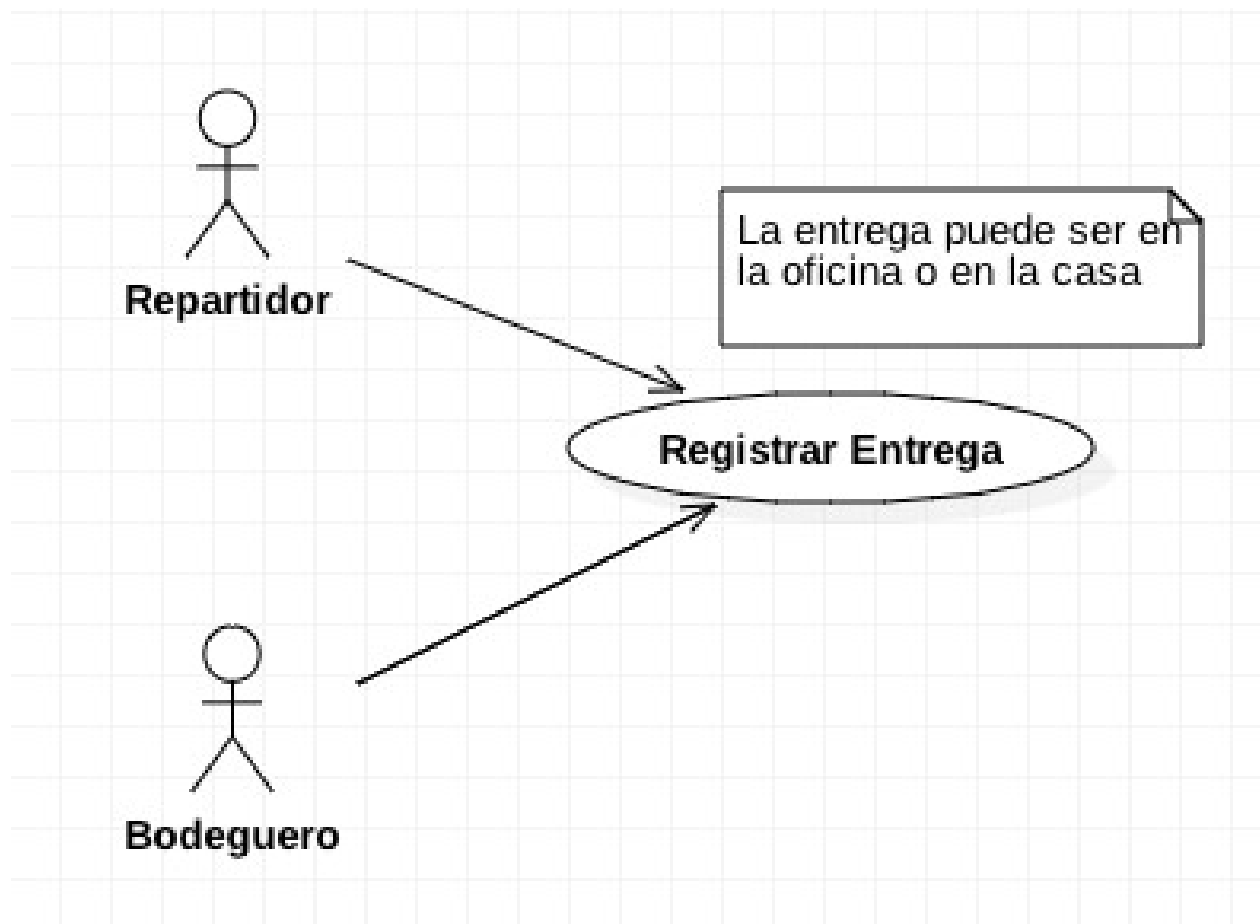 La entrega puede ser en
la oficina o en la casa
Repartidor
Registrar Entrega
Bodeguero